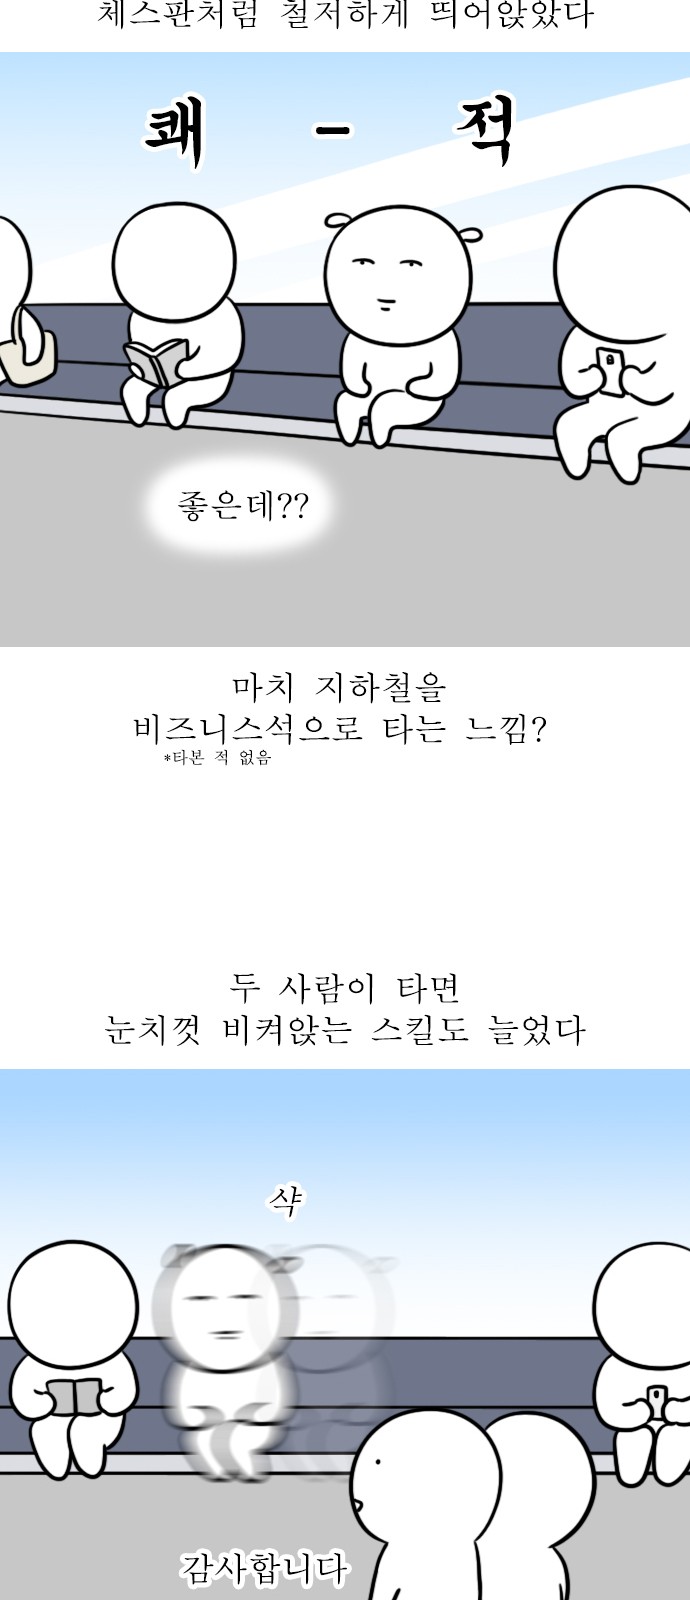 체스판처럼 철저하게 띄어앉았다
쾌 - 적
좋은데??
마치 지하철을
비즈니스석으로 타는 느낌?
*타본 적 없음
두 사람이 타면
눈치껏 비켜앉는 스킬도 늘었다
샥
감사합니다